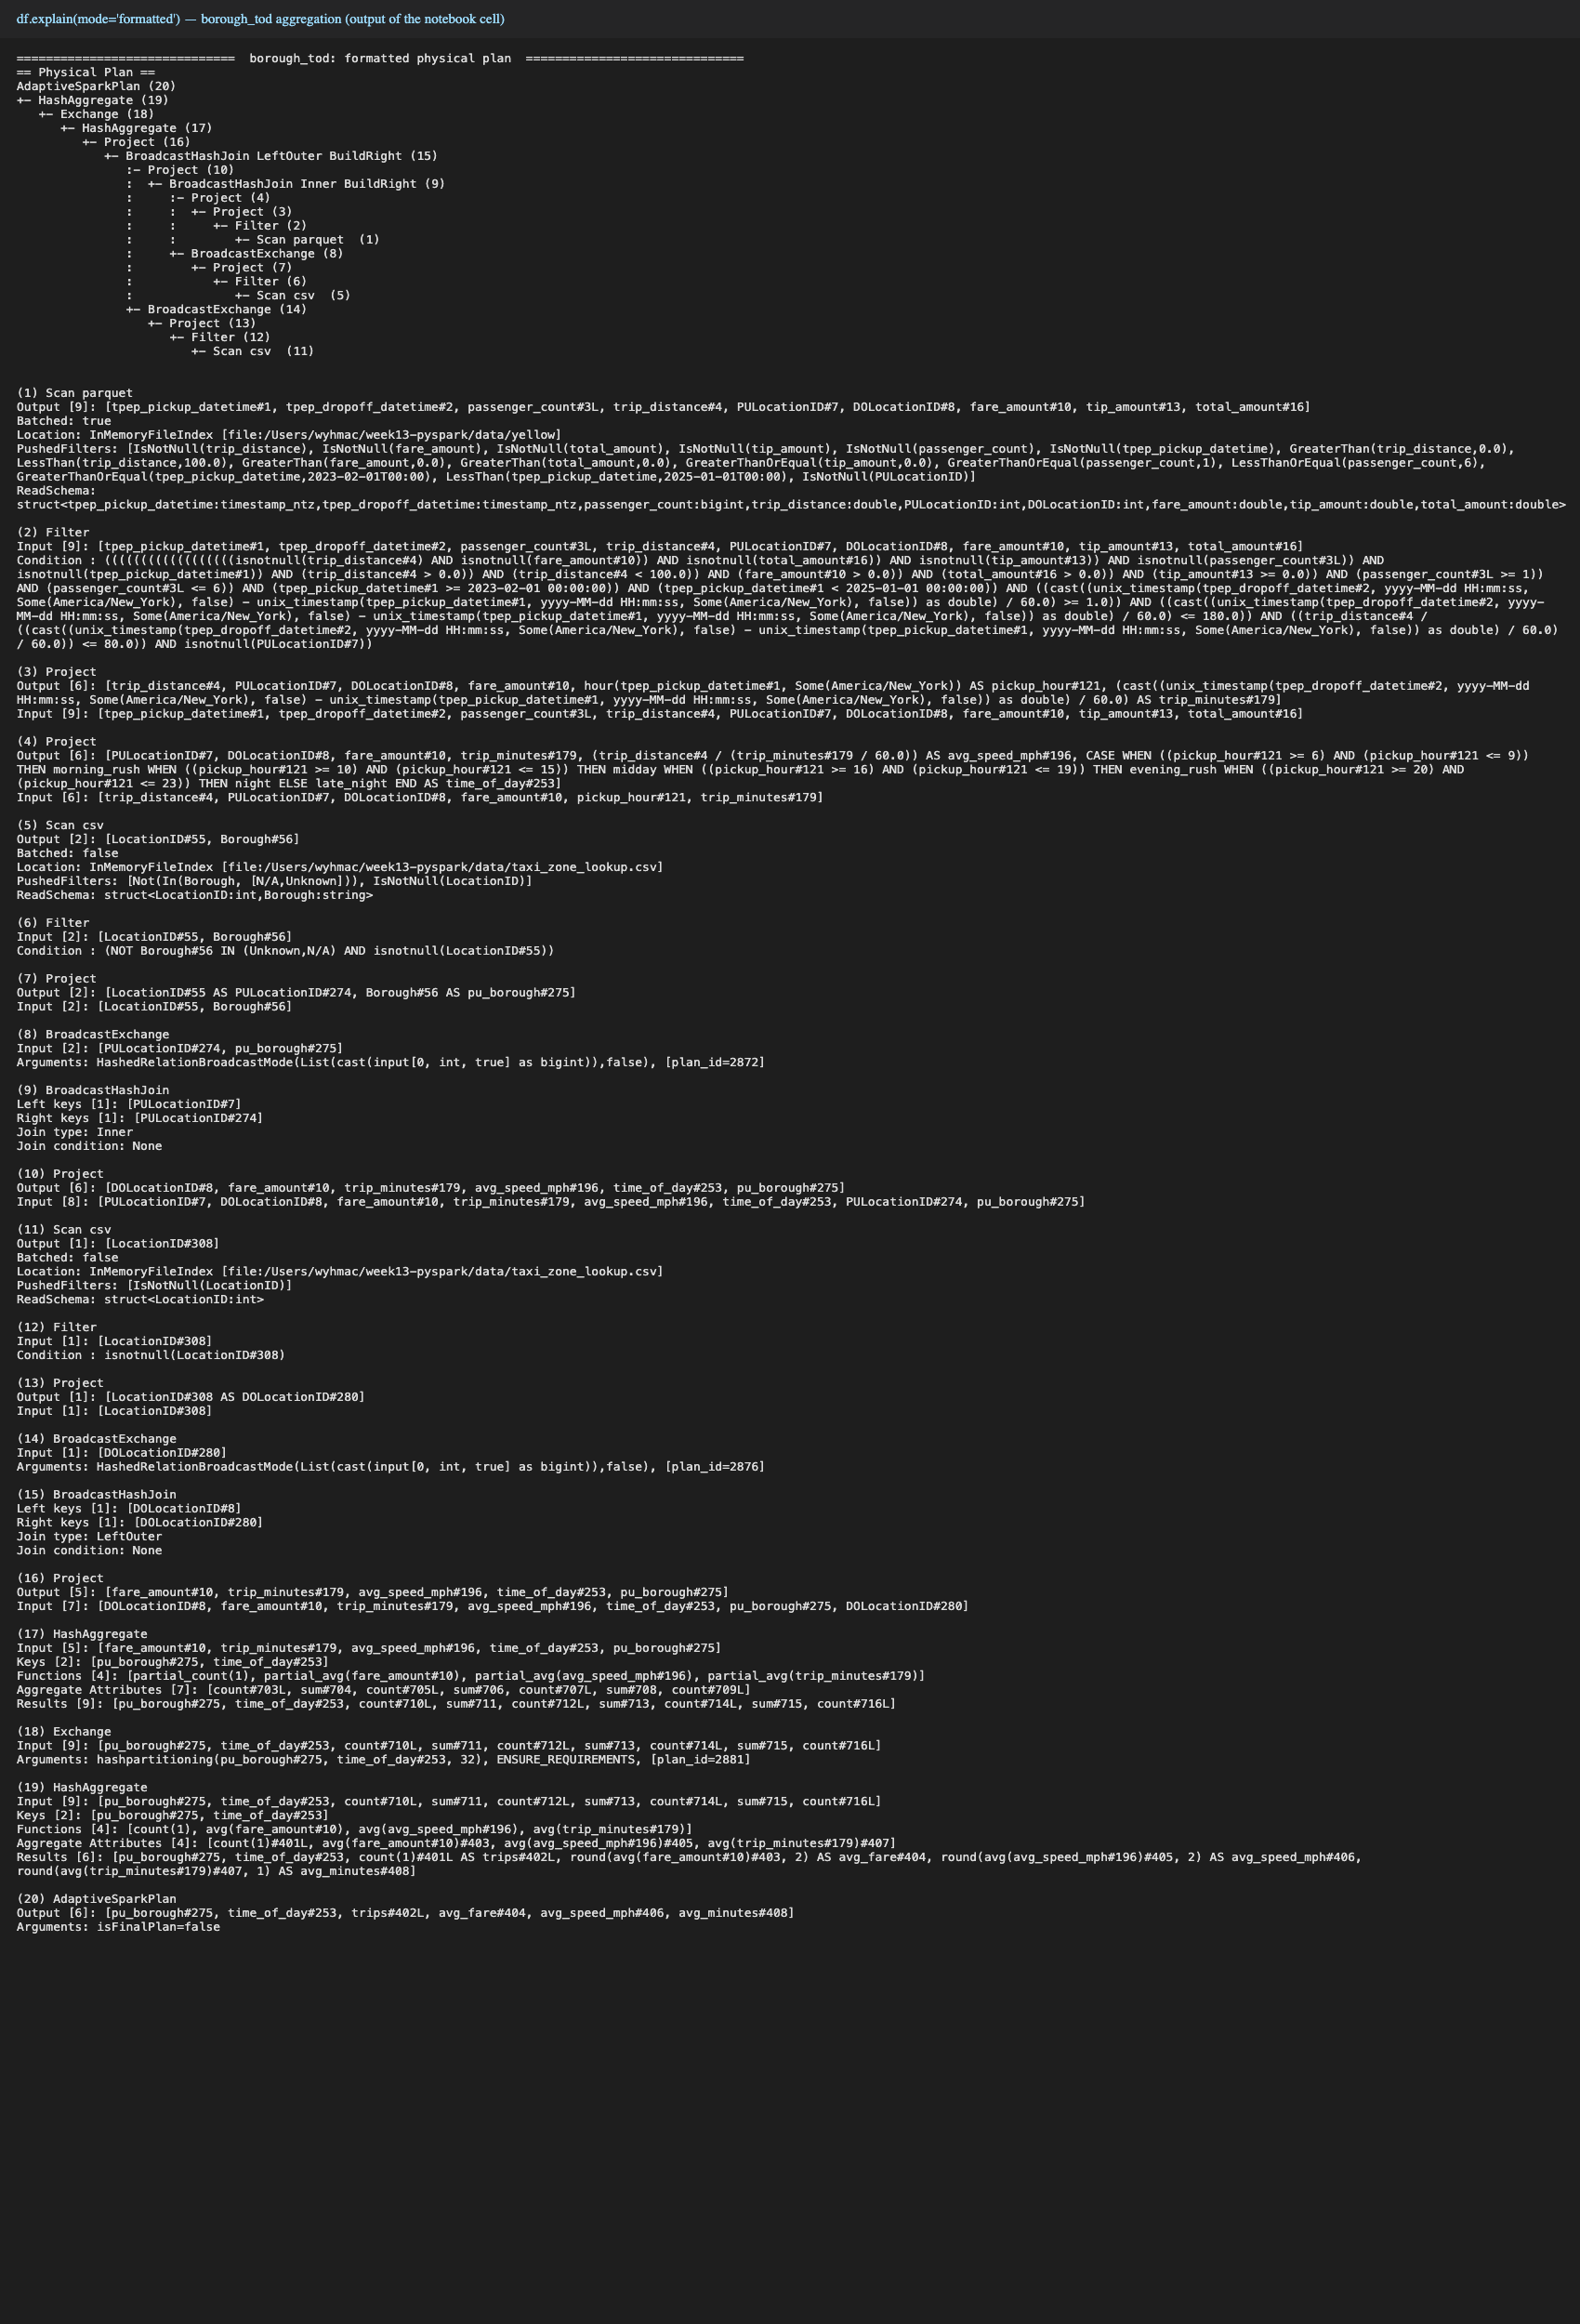 df.explain(mode='formatted') — borough_tod aggregation (output of the notebook cell)
==============================  borough_tod: formatted physical plan  ==============================
== Physical Plan ==
AdaptiveSparkPlan (20)
+- HashAggregate (19)
   +- Exchange (18)
      +- HashAggregate (17)
         +- Project (16)
            +- BroadcastHashJoin LeftOuter BuildRight (15)
               :- Project (10)
               :  +- BroadcastHashJoin Inner BuildRight (9)
               :     :- Project (4)
               :     :  +- Project (3)
               :     :     +- Filter (2)
               :     :        +- Scan parquet  (1)
               :     +- BroadcastExchange (8)
               :        +- Project (7)
               :           +- Filter (6)
               :              +- Scan csv  (5)
               +- BroadcastExchange (14)
                  +- Project (13)
                     +- Filter (12)
                        +- Scan csv  (11)
(1) Scan parquet
Output [9]: [tpep_pickup_datetime#1, tpep_dropoff_datetime#2, passenger_count#3L, trip_distance#4, PULocationID#7, DOLocationID#8, fare_amount#10, tip_amount#13, total_amount#16]
Batched: true
Location: InMemoryFileIndex [file:/Users/wyhmac/week13-pyspark/data/yellow]
PushedFilters: [IsNotNull(trip_distance), IsNotNull(fare_amount), IsNotNull(total_amount), IsNotNull(tip_amount), IsNotNull(passenger_count), IsNotNull(tpep_pickup_datetime), GreaterThan(trip_distance,0.0),
LessThan(trip_distance,100.0), GreaterThan(fare_amount,0.0), GreaterThan(total_amount,0.0), GreaterThanOrEqual(tip_amount,0.0), GreaterThanOrEqual(passenger_count,1), LessThanOrEqual(passenger_count,6),
GreaterThanOrEqual(tpep_pickup_datetime,2023-02-01T00:00), LessThan(tpep_pickup_datetime,2025-01-01T00:00), IsNotNull(PULocationID)]
ReadSchema:
struct<tpep_pickup_datetime:timestamp_ntz,tpep_dropoff_datetime:timestamp_ntz,passenger_count:bigint,trip_distance:double,PULocationID:int,DOLocationID:int,fare_amount:double,tip_amount:double,total_amount:double>
(2) Filter
Input [9]: [tpep_pickup_datetime#1, tpep_dropoff_datetime#2, passenger_count#3L, trip_distance#4, PULocationID#7, DOLocationID#8, fare_amount#10, tip_amount#13, total_amount#16]
Condition : ((((((((((((((((((isnotnull(trip_distance#4) AND isnotnull(fare_amount#10)) AND isnotnull(total_amount#16)) AND isnotnull(tip_amount#13)) AND isnotnull(passenger_count#3L)) AND
isnotnull(tpep_pickup_datetime#1)) AND (trip_distance#4 > 0.0)) AND (trip_distance#4 < 100.0)) AND (fare_amount#10 > 0.0)) AND (total_amount#16 > 0.0)) AND (tip_amount#13 >= 0.0)) AND (passenger_count#3L >= 1))
AND (passenger_count#3L <= 6)) AND (tpep_pickup_datetime#1 >= 2023-02-01 00:00:00)) AND (tpep_pickup_datetime#1 < 2025-01-01 00:00:00)) AND ((cast((unix_timestamp(tpep_dropoff_datetime#2, yyyy-MM-dd HH:mm:ss,
Some(America/New_York), false) - unix_timestamp(tpep_pickup_datetime#1, yyyy-MM-dd HH:mm:ss, Some(America/New_York), false)) as double) / 60.0) >= 1.0)) AND ((cast((unix_timestamp(tpep_dropoff_datetime#2, yyyy-
MM-dd HH:mm:ss, Some(America/New_York), false) - unix_timestamp(tpep_pickup_datetime#1, yyyy-MM-dd HH:mm:ss, Some(America/New_York), false)) as double) / 60.0) <= 180.0)) AND ((trip_distance#4 /
((cast((unix_timestamp(tpep_dropoff_datetime#2, yyyy-MM-dd HH:mm:ss, Some(America/New_York), false) - unix_timestamp(tpep_pickup_datetime#1, yyyy-MM-dd HH:mm:ss, Some(America/New_York), false)) as double) / 60.0)
/ 60.0)) <= 80.0)) AND isnotnull(PULocationID#7))
(3) Project
Output [6]: [trip_distance#4, PULocationID#7, DOLocationID#8, fare_amount#10, hour(tpep_pickup_datetime#1, Some(America/New_York)) AS pickup_hour#121, (cast((unix_timestamp(tpep_dropoff_datetime#2, yyyy-MM-dd
HH:mm:ss, Some(America/New_York), false) - unix_timestamp(tpep_pickup_datetime#1, yyyy-MM-dd HH:mm:ss, Some(America/New_York), false)) as double) / 60.0) AS trip_minutes#179]
Input [9]: [tpep_pickup_datetime#1, tpep_dropoff_datetime#2, passenger_count#3L, trip_distance#4, PULocationID#7, DOLocationID#8, fare_amount#10, tip_amount#13, total_amount#16]
(4) Project
Output [6]: [PULocationID#7, DOLocationID#8, fare_amount#10, trip_minutes#179, (trip_distance#4 / (trip_minutes#179 / 60.0)) AS avg_speed_mph#196, CASE WHEN ((pickup_hour#121 >= 6) AND (pickup_hour#121 <= 9))
THEN morning_rush WHEN ((pickup_hour#121 >= 10) AND (pickup_hour#121 <= 15)) THEN midday WHEN ((pickup_hour#121 >= 16) AND (pickup_hour#121 <= 19)) THEN evening_rush WHEN ((pickup_hour#121 >= 20) AND
(pickup_hour#121 <= 23)) THEN night ELSE late_night END AS time_of_day#253]
Input [6]: [trip_distance#4, PULocationID#7, DOLocationID#8, fare_amount#10, pickup_hour#121, trip_minutes#179]
(5) Scan csv
Output [2]: [LocationID#55, Borough#56]
Batched: false
Location: InMemoryFileIndex [file:/Users/wyhmac/week13-pyspark/data/taxi_zone_lookup.csv]
PushedFilters: [Not(In(Borough, [N/A,Unknown])), IsNotNull(LocationID)]
ReadSchema: struct<LocationID:int,Borough:string>
(6) Filter
Input [2]: [LocationID#55, Borough#56]
Condition : (NOT Borough#56 IN (Unknown,N/A) AND isnotnull(LocationID#55))
(7) Project
Output [2]: [LocationID#55 AS PULocationID#274, Borough#56 AS pu_borough#275]
Input [2]: [LocationID#55, Borough#56]
(8) BroadcastExchange
Input [2]: [PULocationID#274, pu_borough#275]
Arguments: HashedRelationBroadcastMode(List(cast(input[0, int, true] as bigint)),false), [plan_id=2872]
(9) BroadcastHashJoin
Left keys [1]: [PULocationID#7]
Right keys [1]: [PULocationID#274]
Join type: Inner
Join condition: None
(10) Project
Output [6]: [DOLocationID#8, fare_amount#10, trip_minutes#179, avg_speed_mph#196, time_of_day#253, pu_borough#275]
Input [8]: [PULocationID#7, DOLocationID#8, fare_amount#10, trip_minutes#179, avg_speed_mph#196, time_of_day#253, PULocationID#274, pu_borough#275]
(11) Scan csv
Output [1]: [LocationID#308]
Batched: false
Location: InMemoryFileIndex [file:/Users/wyhmac/week13-pyspark/data/taxi_zone_lookup.csv]
PushedFilters: [IsNotNull(LocationID)]
ReadSchema: struct<LocationID:int>
(12) Filter
Input [1]: [LocationID#308]
Condition : isnotnull(LocationID#308)
(13) Project
Output [1]: [LocationID#308 AS DOLocationID#280]
Input [1]: [LocationID#308]
(14) BroadcastExchange
Input [1]: [DOLocationID#280]
Arguments: HashedRelationBroadcastMode(List(cast(input[0, int, true] as bigint)),false), [plan_id=2876]
(15) BroadcastHashJoin
Left keys [1]: [DOLocationID#8]
Right keys [1]: [DOLocationID#280]
Join type: LeftOuter
Join condition: None
(16) Project
Output [5]: [fare_amount#10, trip_minutes#179, avg_speed_mph#196, time_of_day#253, pu_borough#275]
Input [7]: [DOLocationID#8, fare_amount#10, trip_minutes#179, avg_speed_mph#196, time_of_day#253, pu_borough#275, DOLocationID#280]
(17) HashAggregate
Input [5]: [fare_amount#10, trip_minutes#179, avg_speed_mph#196, time_of_day#253, pu_borough#275]
Keys [2]: [pu_borough#275, time_of_day#253]
Functions [4]: [partial_count(1), partial_avg(fare_amount#10), partial_avg(avg_speed_mph#196), partial_avg(trip_minutes#179)]
Aggregate Attributes [7]: [count#703L, sum#704, count#705L, sum#706, count#707L, sum#708, count#709L]
Results [9]: [pu_borough#275, time_of_day#253, count#710L, sum#711, count#712L, sum#713, count#714L, sum#715, count#716L]
(18) Exchange
Input [9]: [pu_borough#275, time_of_day#253, count#710L, sum#711, count#712L, sum#713, count#714L, sum#715, count#716L]
Arguments: hashpartitioning(pu_borough#275, time_of_day#253, 32), ENSURE_REQUIREMENTS, [plan_id=2881]
(19) HashAggregate
Input [9]: [pu_borough#275, time_of_day#253, count#710L, sum#711, count#712L, sum#713, count#714L, sum#715, count#716L]
Keys [2]: [pu_borough#275, time_of_day#253]
Functions [4]: [count(1), avg(fare_amount#10), avg(avg_speed_mph#196), avg(trip_minutes#179)]
Aggregate Attributes [4]: [count(1)#401L, avg(fare_amount#10)#403, avg(avg_speed_mph#196)#405, avg(trip_minutes#179)#407]
Results [6]: [pu_borough#275, time_of_day#253, count(1)#401L AS trips#402L, round(avg(fare_amount#10)#403, 2) AS avg_fare#404, round(avg(avg_speed_mph#196)#405, 2) AS avg_speed_mph#406,
round(avg(trip_minutes#179)#407, 1) AS avg_minutes#408]
(20) AdaptiveSparkPlan
Output [6]: [pu_borough#275, time_of_day#253, trips#402L, avg_fare#404, avg_speed_mph#406, avg_minutes#408]
Arguments: isFinalPlan=false